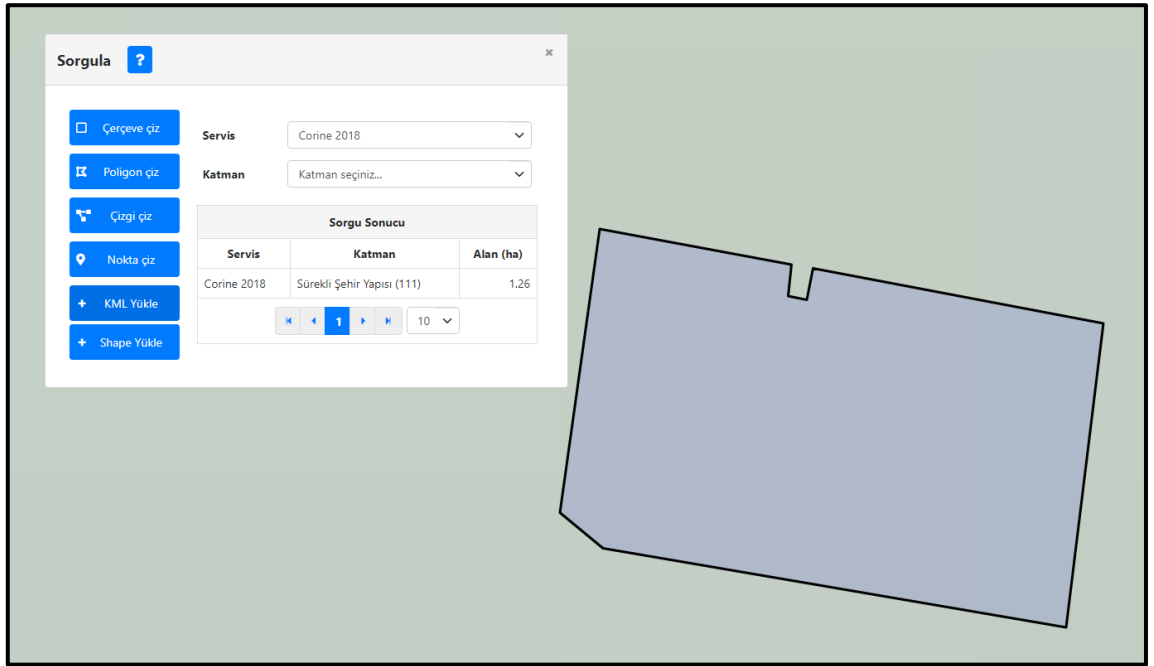 Sorgula ?
×
Çerçeve çiz
Poligon çiz
Çizgi çiz
Nokta çiz
+ KML Yükle
+ Shape Yükle
Servis Corine 2018
Katman Katman seçiniz...
Sorgu Sonucu
Servis Katman Alan (ha)
Corine 2018 Sürekli Şehir Yapısı (111) 1.26
1 10